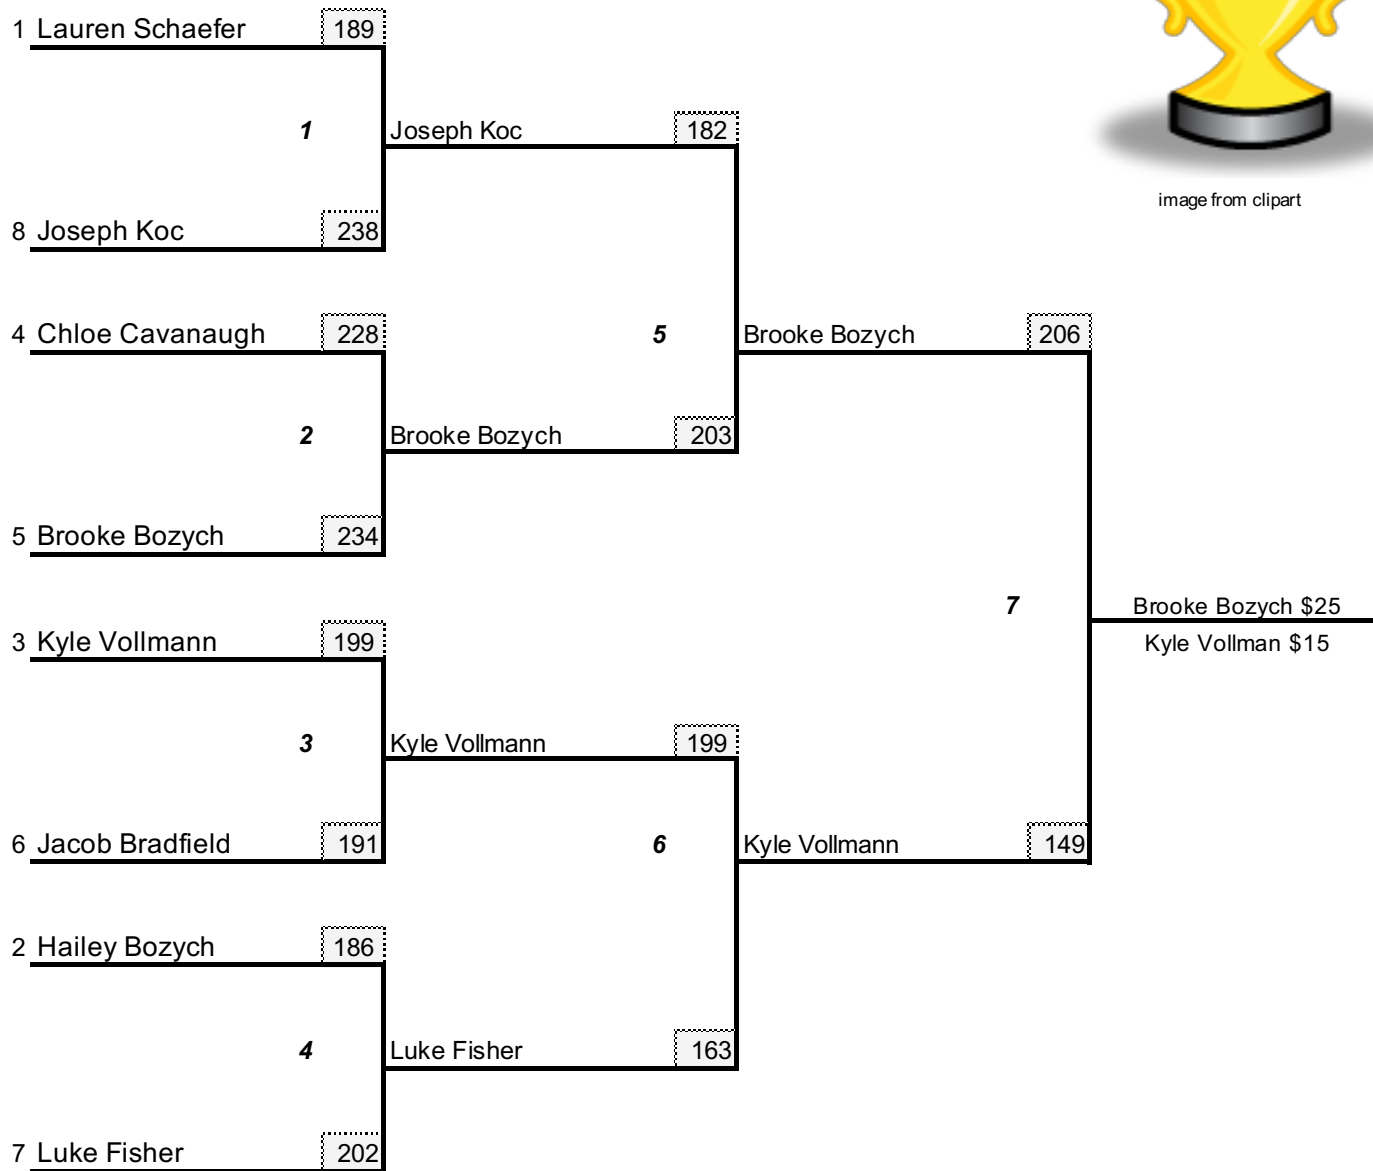 1 Lauren Schaefer 189
1 Joseph Koc 182
image from clipart
8 Joseph Koc 238
4 Chloe Cavanaugh 228 5 Brooke Bozych 206
2 Brooke Bozych 203
5 Brooke Bozych 234
7 Brooke Bozych $25
3 Kyle Vollmann 199 Kyle Vollman $15
3 Kyle Vollmann 199
6 Jacob Bradfield 191 6 Kyle Vollmann 149
2 Hailey Bozych 186
4 Luke Fisher 163
7 Luke Fisher 202